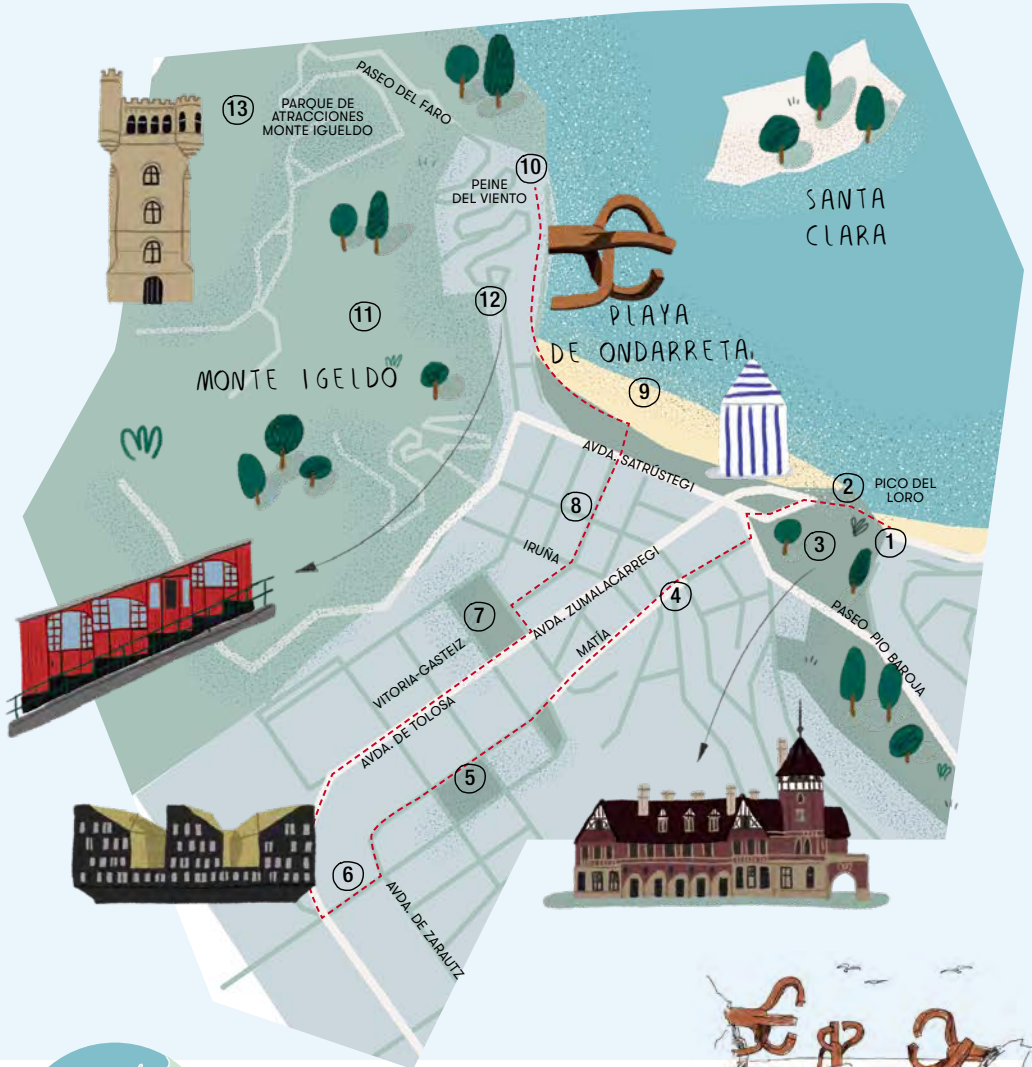 PASEO DEL FARO
13
PARQUE DE
ATRACCIONES
MONTE IGUELDO
10
PEINE
DEL VIENTO
SANTA
CLARA
12
11
PLAYA
DE ONDARRETA
MONTE IGELDO
9
AVDA. SATRÚSTEGI
2
PICO DEL
LORO
8
1
3
IRUÑA
AVDA. ZUMALACÁRREGI
4
7
MATÍA
PASEO PIO BAROJA
VITORIA-GASTEIZ
AVDA. DE TOLOSA
5
6
AVDA. DE ZARAUTZ